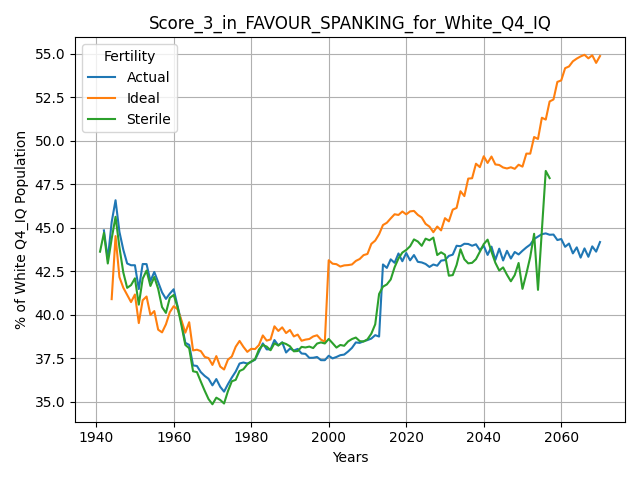 Score_3_in_FAVOUR_SPANKING_for_White_Q4_IQ
Fertility
Actual
Ideal
Sterile
% of White Q4_IQ Population
55.0
52.5
50.0
47.5
45.0
42.5
40.0
37.5
35.0
1940 1960 1980 2000 2020 2040 2060
Years